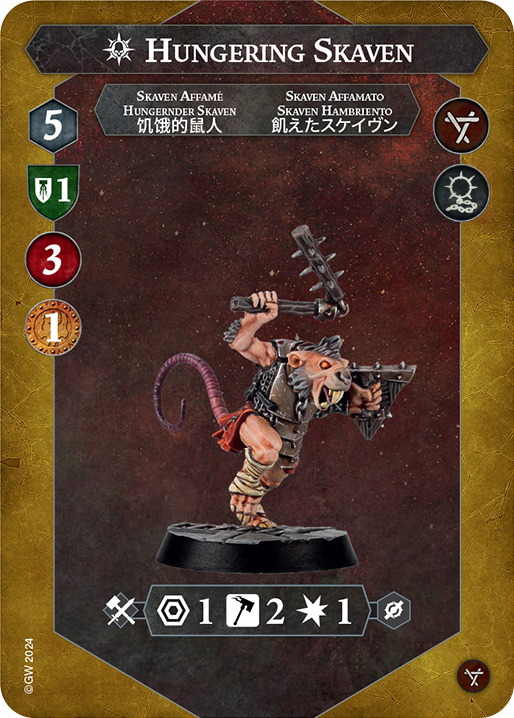 HUNGERING SKAVEN
SKAVEN AFFAMÉ
HUNGERNDER SKAVEN
饥饿的鼠人
SKAVEN AFFAMATO
SKAVEN HAMBRIENTO
飢えたスケイヴン
5
1
3
1
1 2 1
©GW 2024